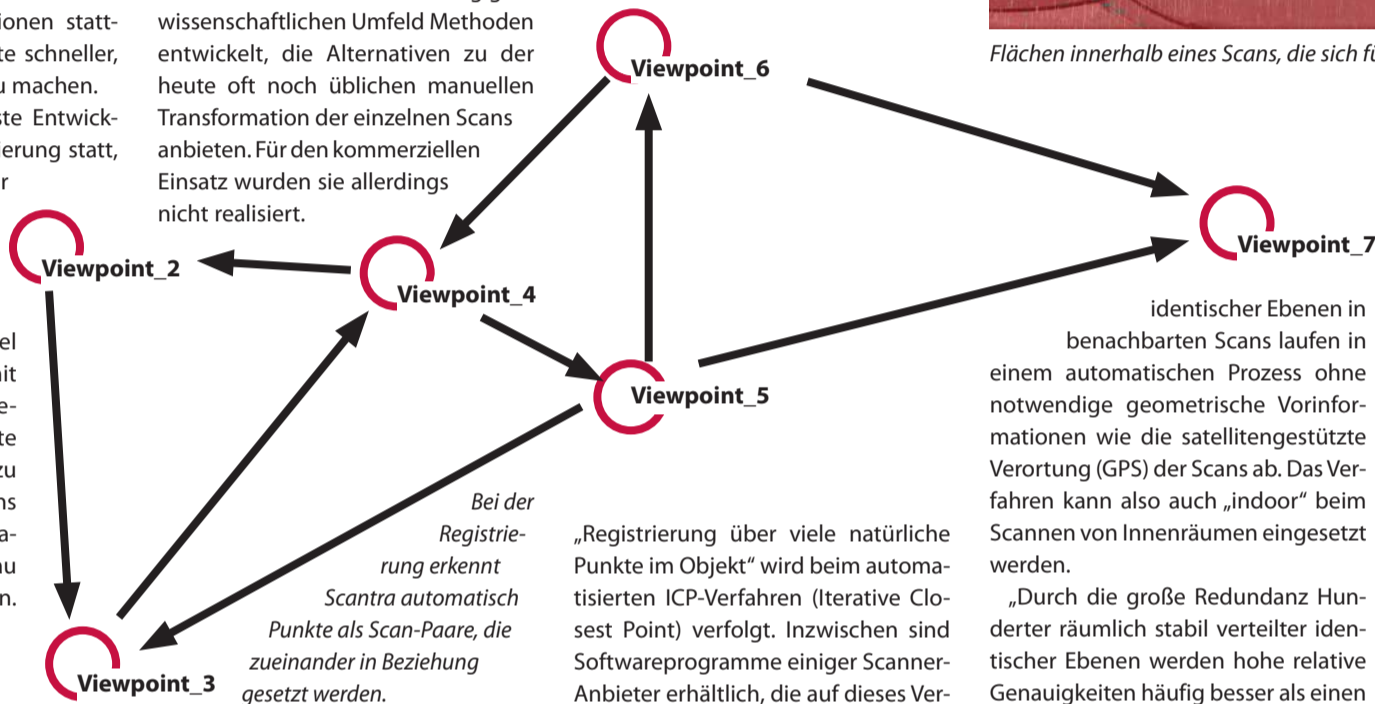 ionen statt-
te schneller,
u machen.
ste Entwick-
ierung statt,
r
el
nit
e-
te
zu
ns
a-
au
n.
wissenschaftlichen Umfeld Methoden
entwickelt, die Alternativen zu der
heute oft noch üblichen manuellen
Transformation der einzelnen Scans
anbieten. Für den kommerziellen
Einsatz wurden sie allerdings
nicht realisiert.
Viewpoint_6
Viewpoint_2
Viewpoint_4
Viewpoint_5
Viewpoint_7
Viewpoint_3
Bei der
Registrie-
rung erkennt
Scantra automatisch
Punkte als Scan-Paare, die
zueinander in Beziehung
gesetzt werden.
„Registrierung über viele natürliche
Punkte im Objekt“ wird beim automa-
tisierten ICP-Verfahren (Iterative Clo-
sest Point) verfolgt. Inzwischen sind
Softwareprogramme einiger Scanner-
Anbieter erhältlich, die auf dieses Ver-
Flächen innerhalb eines Scans, die sich fü
identischer Ebenen in
benachbarten Scans laufen in
einem automatischen Prozess ohne
notwendige geometrische Vorinfor-
mationen wie die satellitengestützte
Verortung (GPS) der Scans ab. Das Ver-
fahren kann also auch „indoor“ beim
Scannen von Innenräumen eingesetzt
werden.
„Durch die große Redundanz Hun-
derter räumlich stabil verteilter iden-
tischer Ebenen werden hohe relative
Genauigkeiten häufig besser als einen